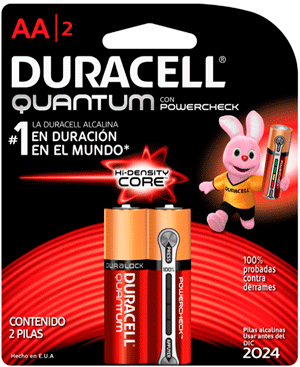 AA|2
DURACELL®
QUANTUM CON POWERCHECK
LA DURACELL ALCALINA
#1 EN DURACIÓN
EN EL MUNDO*
Hi-DENSITY
CORE
DURACELL
100%
probadas
contra
derrames
DURALOCK
DURACELL
QUANTUM
100%
POWERCHECK
CONTENIDO
2 PILAS
Hecho en E.U.A
Pilas alcalinas
Usar antes del
DIC
2024